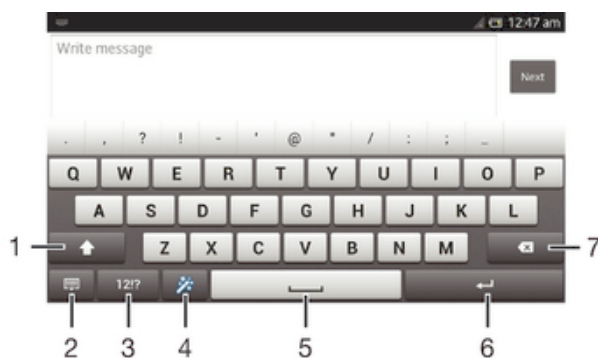 12:47 am
Write message
Next
. , ? ! - ' @ " / : ; _
Q W E R T Y U I O P
A S D F G H J K L
1 Z X C V B N M 7
12!?
2 3 4 5 6